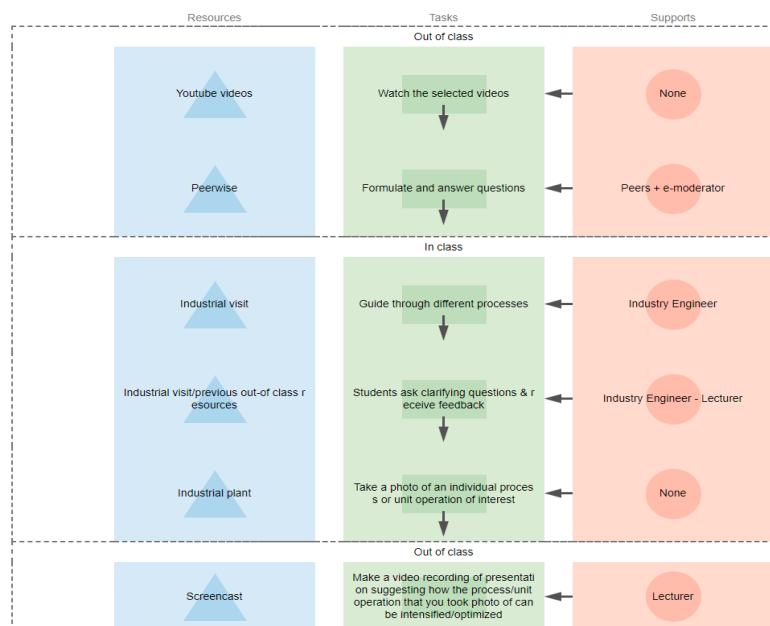 Resources Tasks Supports
Out of class
Youtube videos Watch the selected videos None
Peerwise Formulate and answer questions Peers + e-moderator
In class
Industrial visit Guide through different processes Industry Engineer
Industrial visit/previous out-of class r
esources
Students ask clarifying questions & r
eceive feedback
Industry Engineer - Lecturer
Industrial plant
Take a photo of an individual proces
s or unit operation of interest
None
Out of class
Screencast
Make a video recording of presentati
on suggesting how the process/unit
operation that you took photo of can
be intensified/optimized
Lecturer